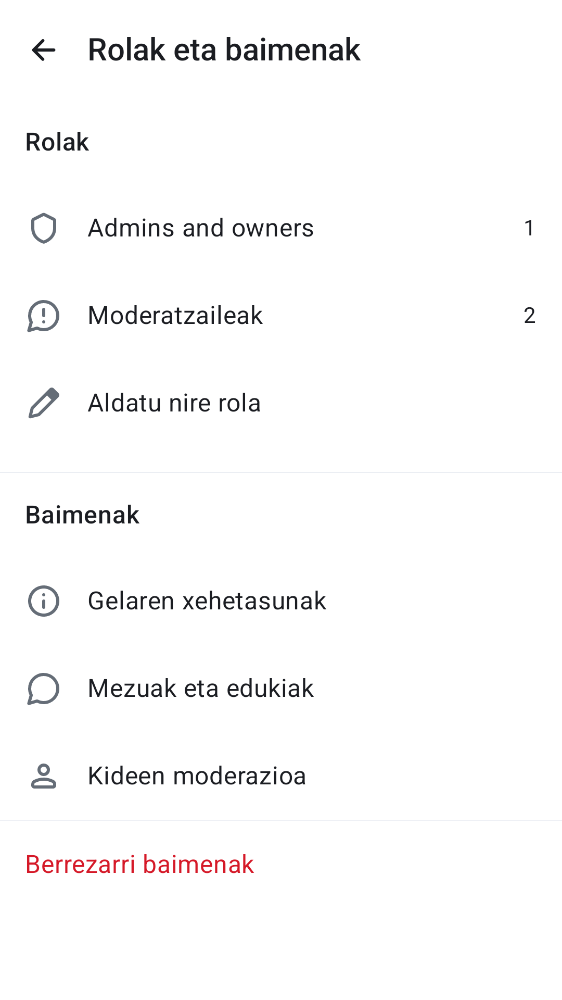 Rolak eta baimenak
Rolak
Admins and owners 1
Moderatzaileak 2
Aldatu nire rola
Baimenak
Gelaren xehetasunak
Mezuak eta edukiak
Kideen moderazioa
Berrezarri baimenak